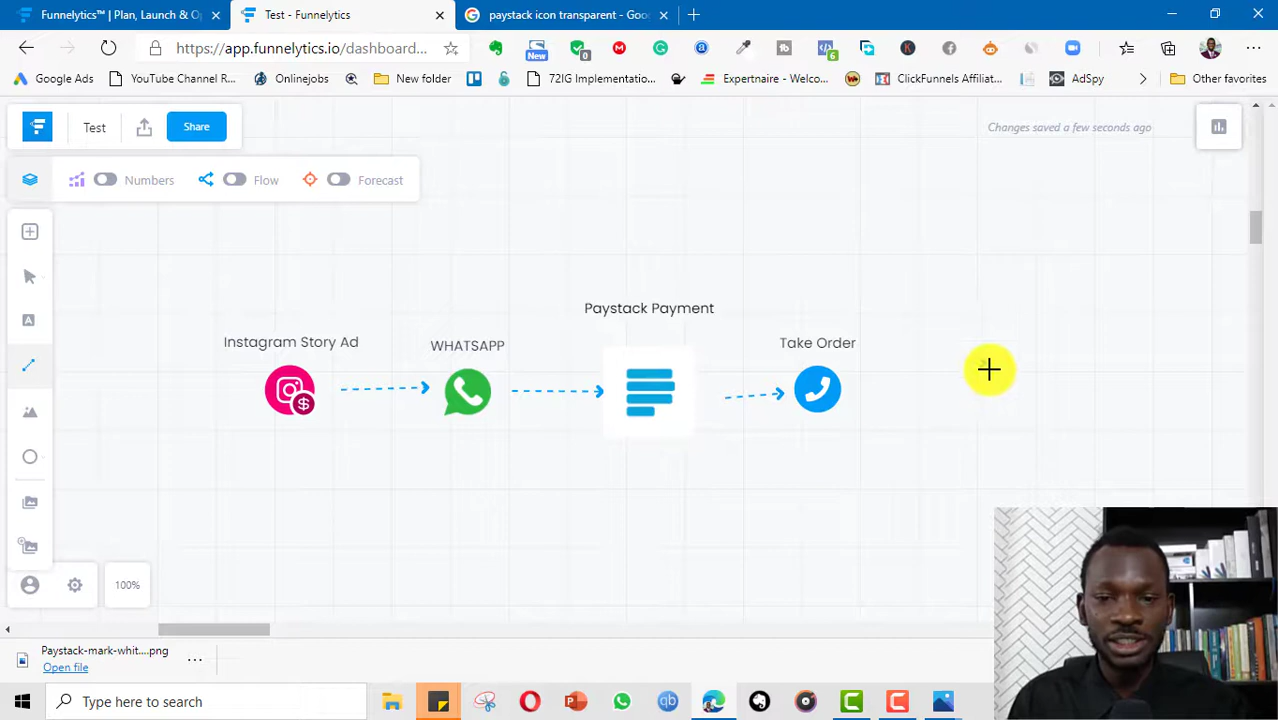 Funnelytics™ | Plan, Launch & O
Test - Funnelytics
paystack icon transparent - Goo
https://app.funnelytics.io/dashboard...
New
0
6
Google Ads
YouTube Channel R...
Onlinejobs
New folder
72IG Implementatio...
Expertnaire - Welco...
ClickFunnels Affiliat...
AdSpy
Other favorites
Test
Share
Changes saved a few seconds ago
Numbers
Flow
Forecast
Paystack Payment
Instagram Story Ad
WHATSAPP
Take Order
$
A
100%
Paystack-mark-whit....png
Open file
Type here to search
qb